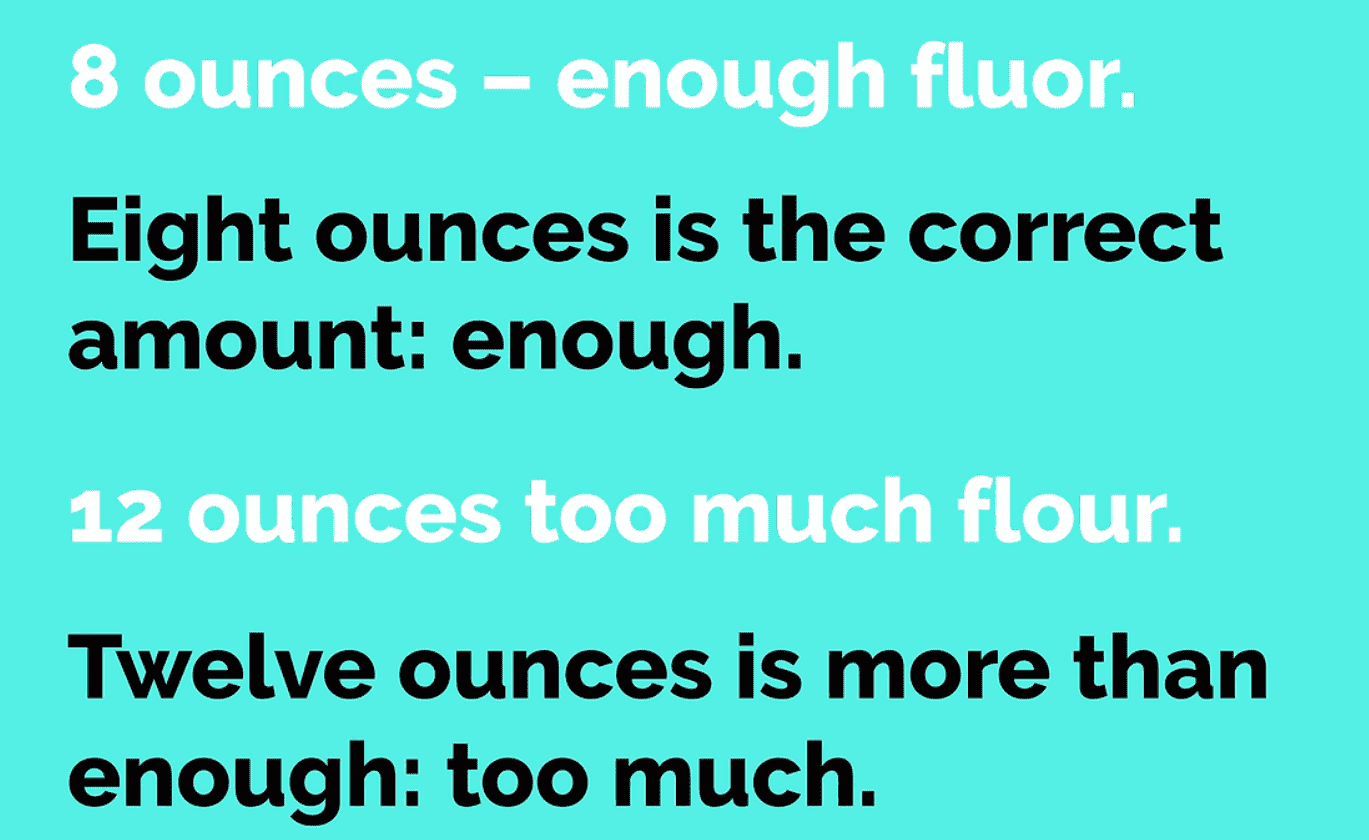 8 ounces – enough fluor.
Eight ounces is the correct
amount: enough.
12 ounces too much flour.
Twelve ounces is more than
enough: too much.